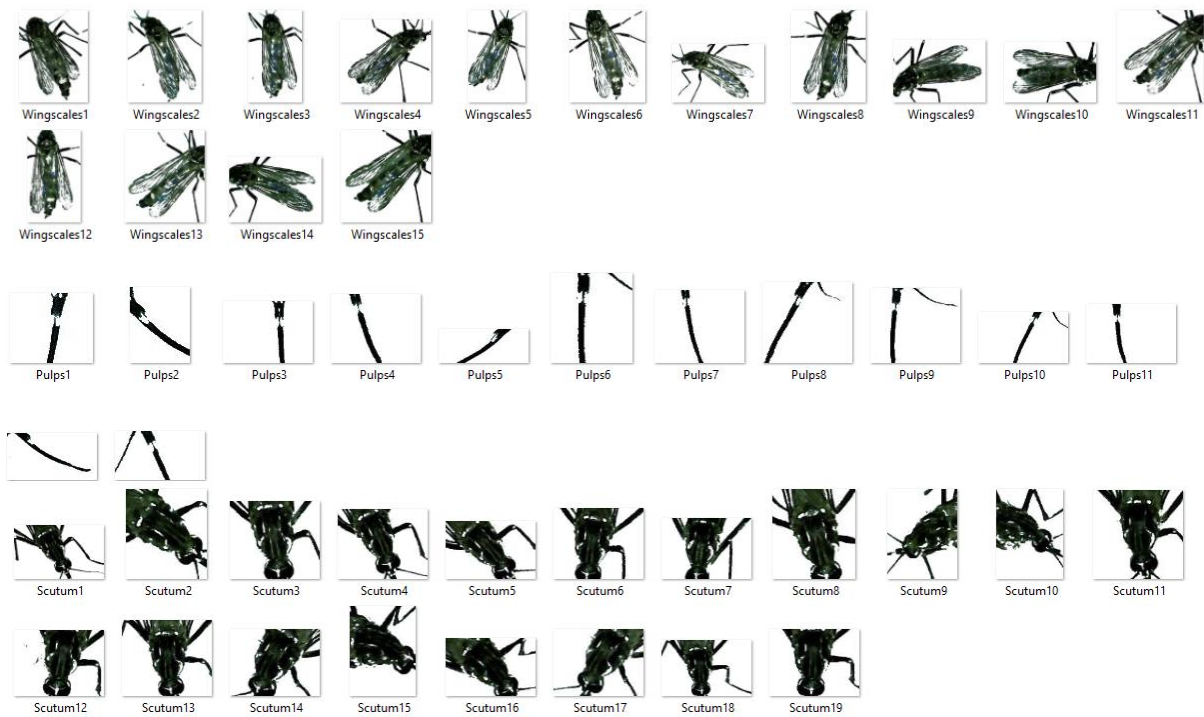 Wingscales1 Wingscales2 Wingscales3 Wingscales4 Wingscales5 Wingscales6 Wingscales7 Wingscales8 Wingscales9 Wingscales10 Wingscales11
Wingscales12 Wingscales13 Wingscales14 Wingscales15
Pulps1 Pulps2 Pulps3 Pulps4 Pulps5 Pulps6 Pulps7 Pulps8 Pulps9 Pulps10 Pulps11
Scutum1 Scutum2 Scutum3 Scutum4 Scutum5 Scutum6 Scutum7 Scutum8 Scutum9 Scutum10 Scutum11
Scutum12 Scutum13 Scutum14 Scutum15 Scutum16 Scutum17 Scutum18 Scutum19